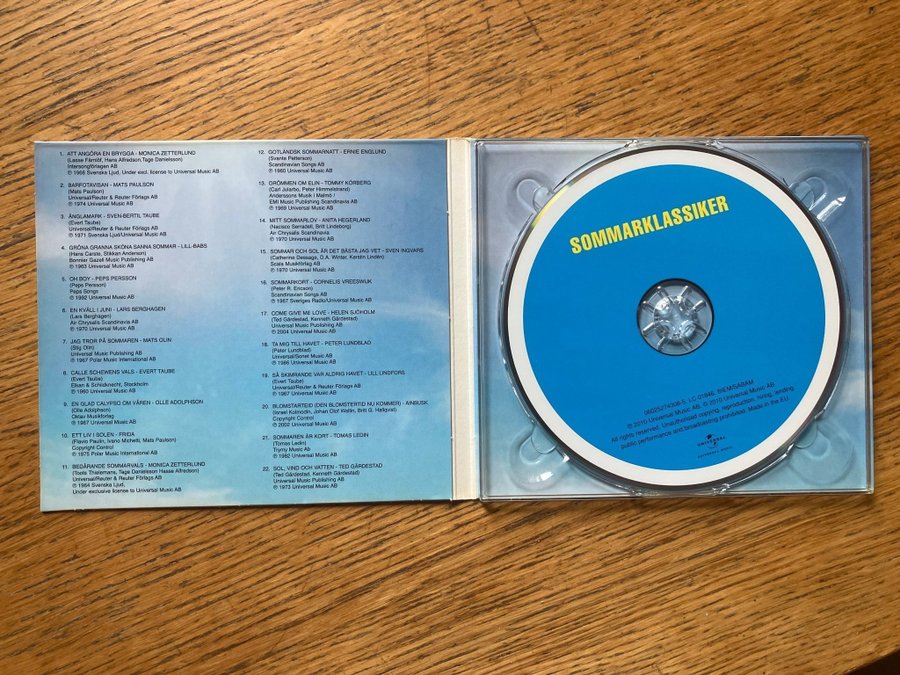 1. ATT ANGÖRA EN BRYGGA - MONICA ZETTERLUND
(Lasse Färnlöf, Hans Alfredson, Tage Danielsson)
Intersongförlagen AB
℗ 1966 Svenska Ljud, Under excl. license to Universal Music AB
2. BARFOTAVISAN - MATS PAULSON
(Mats Paulson)
Universal/Reuter & Reuter Förlags AB
℗ 1974 Universal Music AB
3. ÄNGLAMARK - SVEN-BERTIL TAUBE
(Evert Taube)
Universal/Reuter & Reuter Förlags AB
℗ 1971 Svenska Ljud/Universal Music AB
4. GRÖNA GRANNA SKÖNA SANNA SOMMAR - LILL-BABS
(Hans Carste, Stikkan Anderson)
Bonnier Gazell Music Publishing AB
℗ 1963 Universal Music AB
5. OH BOY - PEPS PERSSON
(Peps Persson)
Peps Songs
℗ 1992 Universal Music AB
6. EN KVÄLL I JUNI - LARS BERGHAGEN
(Lars Berghagen)
Air Chrysalis Scandinavia AB
℗ 1970 Universal Music AB
7. JAG TROR PÅ SOMMAREN - MATS OLIN
(Stig Olin)
Universal Music Publishing AB
℗ 1967 Polar Music International AB
8. CALLE SCHEWENS VALS - EVERT TAUBE
(Evert Taube)
Elkan & Schildknecht, Stockholm
℗ 1960 Universal Music AB
9. EN GLAD CALYPSO OM VÅREN - OLLE ADOLPHSON
(Olle Adolphson)
Oktav Musikförlag
℗ 1987 Universal Music AB
10. ETT LIV I SOLEN - FRIDA
(Flavio Paulin, Ivano Michetti, Mats Paulson)
Copyright Control
℗ 1975 Polar Music International AB
11. BEDÅRANDE SOMMARVALS - MONICA ZETTERLUND
(Toots Thielemans, Tage Danielsson Hasse Alfredson)
Universal/Reuter & Reuter Förlags AB
℗ 1964 Svenska Ljud,
Under exclusive license to Universal Music AB
12. GOTLÄNDSK SOMMARNATT - ERNIE ENGLUND
(Svante Petterson)
Scandinavian Songs AB
℗ 1960 Universal Music AB
13. DRÖMMEN OM ELIN - TOMMY KÖRBERG
(Carl Jularbo, Peter Himmelstrand)
Anderssons Musik i Malmö /
EMI Music Publishing Scandinavia AB
℗ 1969 Universal Music AB
14. MITT SOMMARLOV - ANITA HEGERLAND
(Nacisco Serradell, Britt Lindeborg)
Air Chrysalis Scandinavia
℗ 1970 Universal Music AB
15. SOMMAR OCH SOL ÄR DET BÄSTA JAG VET - SVEN INGVARS
(Catherine Desage, O.A. Winter, Kerstin Lindén)
Scala Musikförlag AB
℗ 1970 Universal Music AB
16. SOMMARKORT - CORNELIS VREESWIJK
(Peter R. Ericson)
Scandinavian Songs AB
℗ 1967 Sveriges Radio/Universal Music AB
17. COME GIVE ME LOVE - HELEN SJÖHOLM
(Ted Gärdestad, Kenneth Gärdestad)
Universal Music Publishing AB
℗ 2004 Universal Music AB
18. TA MIG TILL HAVET - PETER LUNDBLAD
(Peter Lundblad)
Universal/Sonet Music AB
℗ 1986 Universal Music AB
19. SÅ SKIMRANDE VAR ALDRIG HAVET - LILL LINDFORS
(Evert Taube)
Universal/Reuter & Reuter Förlags AB
℗ 1967 Universal Music AB
20. BLOMSTARTEID (DEN BLOMSTERTID NU KOMMER) - AINBUSK
(Israel Kolmodin, Johan Olof Wallin, Britt G. Hallqvist)
Copyright Control
℗ 2002 Universal Music AB
21. SOMMAREN ÄR KORT - TOMAS LEDIN
(Tomas Ledin)
Trymy Music AB
℗ 1982 Universal Music AB
22. SOL, VIND OCH VATTEN - TED GÄRDESTAD
(Ted Gärdestad, Kenneth Gärdestad)
Universal Music Publishing AB
℗ 1973 Universal Music AB
SOMMARKLASSIKER
LC 01846, BIEM/SABAM
℗ 2010 Universal Music AB, © 2010 Universal Music AB
All rights reserved. Unauthorised copying, reproduction, hiring, lending,
public performance and broadcasting prohibited. Made in the EU
UNIVERSAL
UNIVERSAL MUSIC